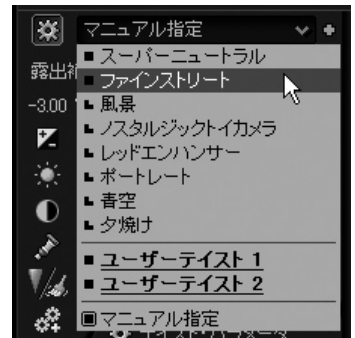 マニュアル指定
スーパーニュートラル
露出補
ファインストリート
-3.00
風景
ノスタルジックトイカメラ
レッドエンハンサー
ポートレート
青空
夕焼け
ユーザーテイスト 1
ユーザーテイスト 2
マニュアル指定